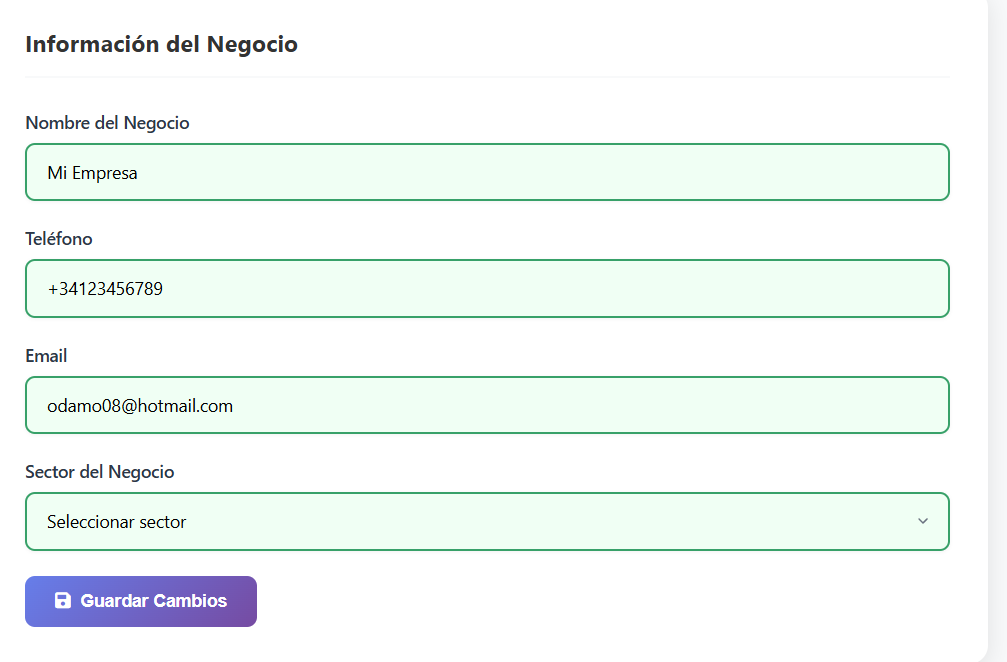 Información del Negocio
Nombre del Negocio
Mi Empresa
Teléfono
+34123456789
Email
odamo08@hotmail.com
Sector del Negocio
Seleccionar sector
Guardar Cambios